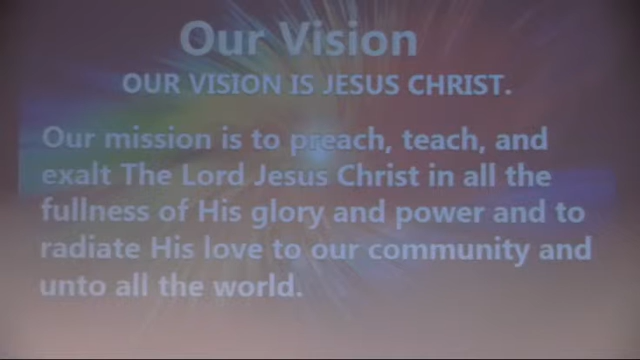 Our Vision
OUR VISION IS JESUS CHRIST.
Our mission is to preach, teach, and
exalt The Lord Jesus Christ in all the
fullness of His glory and power and to
radiate His love to our community and
unto all the world.